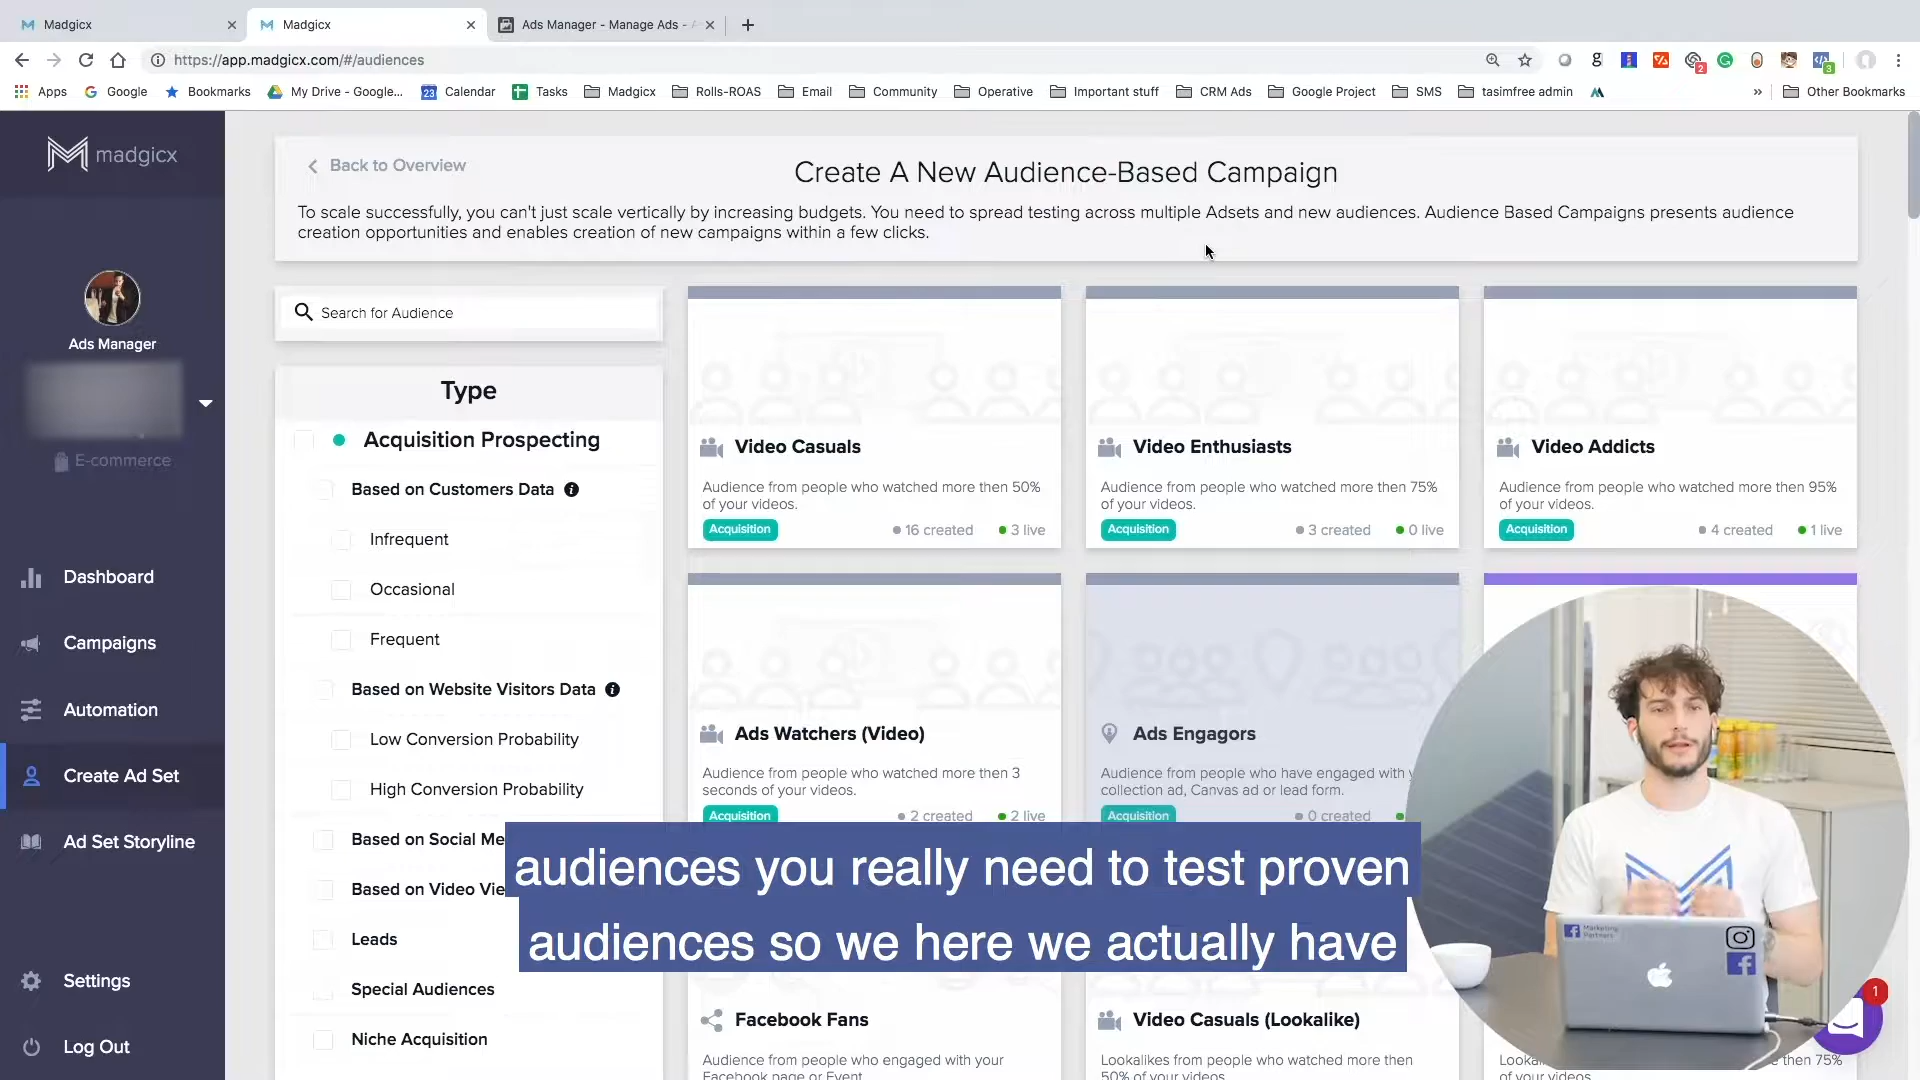 Madgicx
Madgicx
Ads Manager - Manage Ads -
https://app.madgicx.com/#/audiences
Apps
Google
Bookmarks
My Drive - Google...
23
Calendar
Tasks
Madgicx
Rolls-ROAS
Email
Community
Operative
Important stuff
CRM Ads
Google Project
SMS
tasimfree admin
»
Other Bookmarks
2
3
madgicx
Ads Manager
E-commerce
Dashboard
Campaigns
Automation
Create Ad Set
Ad Set Storyline
Settings
Log Out
Back to Overview
Create A New Audience-Based Campaign
To scale successfully, you can't just scale vertically by increasing budgets. You need to spread testing across multiple Adsets and new audiences. Audience Based Campaigns presents audience
creation opportunities and enables creation of new campaigns within a few clicks.
Search for Audience
Type
Acquisition Prospecting
Based on Customers Data
Infrequent
Occasional
Frequent
Based on Website Visitors Data
Low Conversion Probability
High Conversion Probability
Based on Social Me
Based on Video Vie
Leads
Special Audiences
Niche Acquisition
Video Casuals
Audience from people who watched more then 50%
of your videos.
Acquisition
16 created
3 live
Video Enthusiasts
Audience from people who watched more then 75%
of your videos.
Acquisition
3 created
0 live
Video Addicts
Audience from people who watched more then 95%
of your videos.
Acquisition
4 created
1 live
Ads Watchers (Video)
Audience from people who watched more then 3
seconds of your videos.
Acquisition
2 created
2 live
Ads Engagors
Audience from people who have engaged with
collection ad, Canvas ad or lead form.
Acquisition
0 created
audiences you really need to test proven
audiences so we here we actually have
Facebook Fans
Audience from people who engaged with your
Facebook page or Event
Video Casuals (Lookalike)
Lookalikes from people who watched more then
50% of your videos
then 75%
of your videos
Marketing
Partners
1